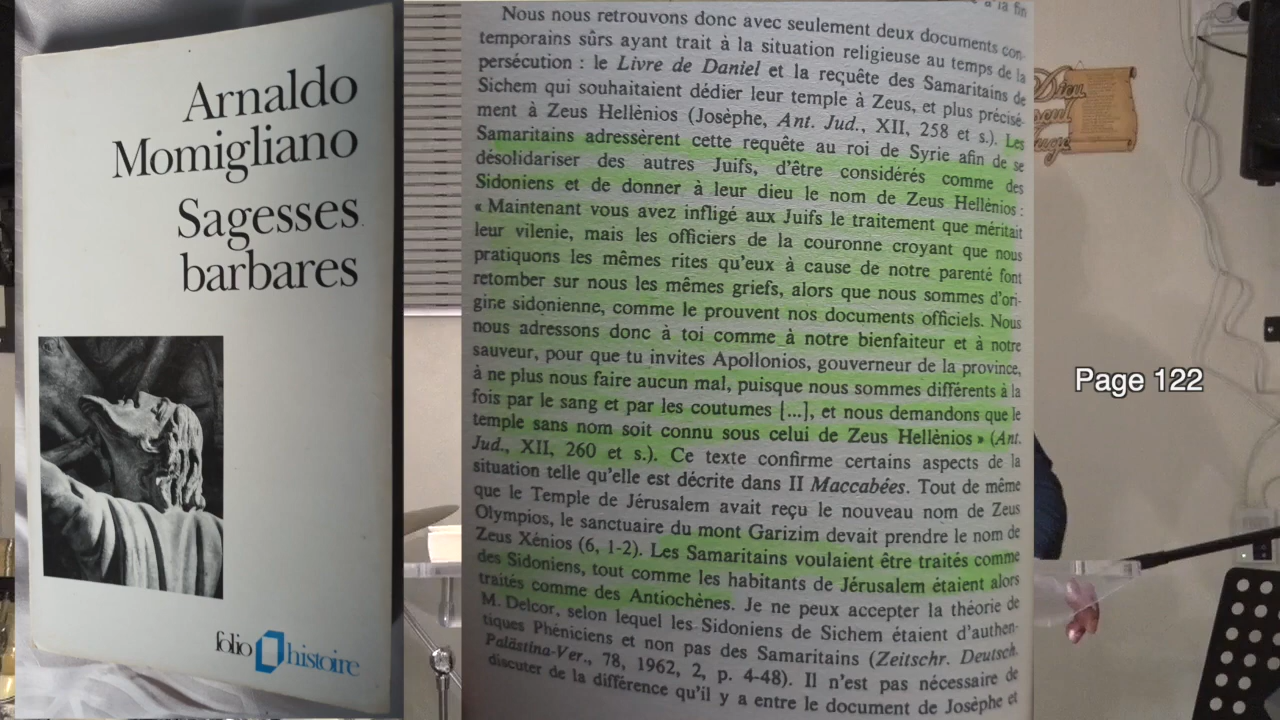 Arnaldo
Momigliano
Sagesses
barbares
folio histoire
à la fin
Nous nous retrouvons donc avec seulement deux documents con-
temporains sûrs ayant trait à la situation religieuse au temps de la
persécution : le Livre de Daniel et la requête des Samaritains de
Sichem qui souhaitaient dédier leur temple à Zeus, et plus précisé-
ment à Zeus Hellènios (Josèphe, Ant. Jud., XII, 258 et s.). Les
Samaritains adressèrent cette requête au roi de Syrie afin de se
désolidariser des autres Juifs, d'être considérés comme des
Sidoniens et de donner à leur dieu le nom de Zeus Hellènios :
« Maintenant vous avez infligé aux Juifs le traitement que méritait
leur vilenie, mais les officiers de la couronne croyant que nous
pratiquons les mêmes rites qu'eux à cause de notre parenté font
retomber sur nous les mêmes griefs, alors que nous sommes d'ori-
gine sidonienne, comme le prouvent nos documents officiels. Nous
nous adressons donc à toi comme à notre bienfaiteur et à notre
sauveur, pour que tu invites Apollonios, gouverneur de la province,
à ne plus nous faire aucun mal, puisque nous sommes différents à la
fois par le sang et par les coutumes [...], et nous demandons que le
temple sans nom soit connu sous celui de Zeus Hellènios » (Ant.
Jud., XII, 260 et s.). Ce texte confirme certains aspects de la
situation telle qu'elle est décrite dans II Maccabées. Tout de même
que le Temple de Jérusalem avait reçu le nouveau nom de Zeus
Olympios, le sanctuaire du mont Garizim devait prendre le nom de
Zeus Xénios (6, 1-2). Les Samaritains voulaient être traités comme
des Sidoniens, tout comme les habitants de Jérusalem étaient alors
traités comme des Antiochènes. Je ne peux accepter la théorie de
M. Delcor, selon lequel les Sidoniens de Sichem étaient d'authen-
tiques Phéniciens et non pas des Samaritains (Zeitschr. Deutsch.
Palästina-Ver., 78, 1962, 2, p. 4-48). Il n'est pas nécessaire de
discuter de la différence qu'il y a entre le document de Josèphe et
Dieu
seul
Page 122